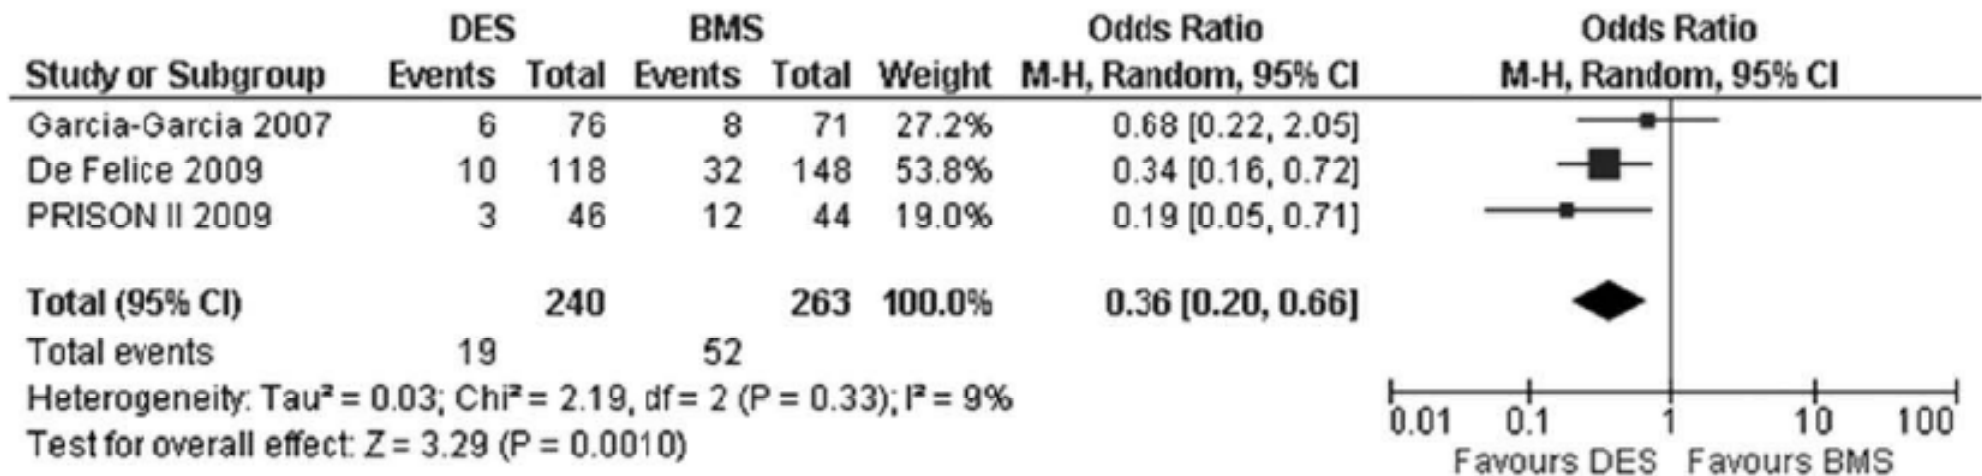 DES BMS Odds Ratio Odds Ratio
Study or Subgroup Events Total Events Total Weight M-H, Random, 95% CI M-H, Random, 95% CI
Garcia-Garcia 2007 6 76 8 71 27.2% 0.68 [0.22, 2.05]
De Felice 2009 10 118 32 148 53.8% 0.34 [0.16, 0.72]
PRISON II 2009 3 46 12 44 19.0% 0.19 [0.05, 0.71]
Total (95% CI) 240 263 100.0% 0.36 [0.20, 0.66]
Total events 19 52
Heterogeneity: Tau² = 0.03; Chi² = 2.19, df = 2 (P = 0.33); I² = 9%
Test for overall effect: Z = 3.29 (P = 0.0010)
0.01 0.1 1 10 100
Favours DES Favours BMS